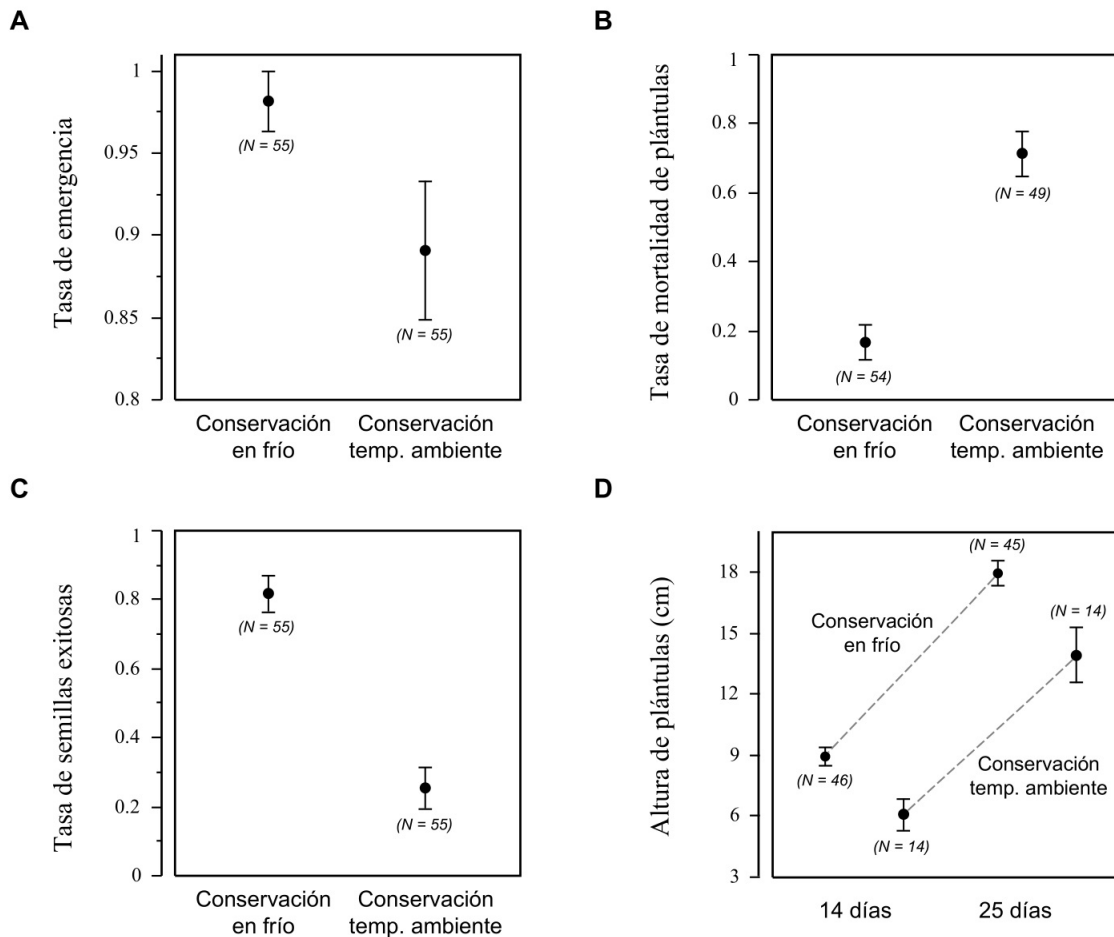 A
Tasa de emergencia
1
0.95
0.9
0.85
0.8
(N = 55)
(N = 55)
Conservación
en frío
Conservación
temp. ambiente
B
Tasa de mortalidad de plántulas
1
0.8
0.6
0.4
0.2
0
(N = 54)
(N = 49)
Conservación
en frío
Conservación
temp. ambiente
C
Tasa de semillas exitosas
1
0.8
0.6
0.4
0.2
0
(N = 55)
(N = 55)
Conservación
en frío
Conservación
temp. ambiente
D
Altura de plántulas (cm)
18
15
12
9
6
3
(N = 45)
(N = 14)
Conservación
en frío
(N = 46)
Conservación
temp. ambiente
(N = 14)
14 días
25 días